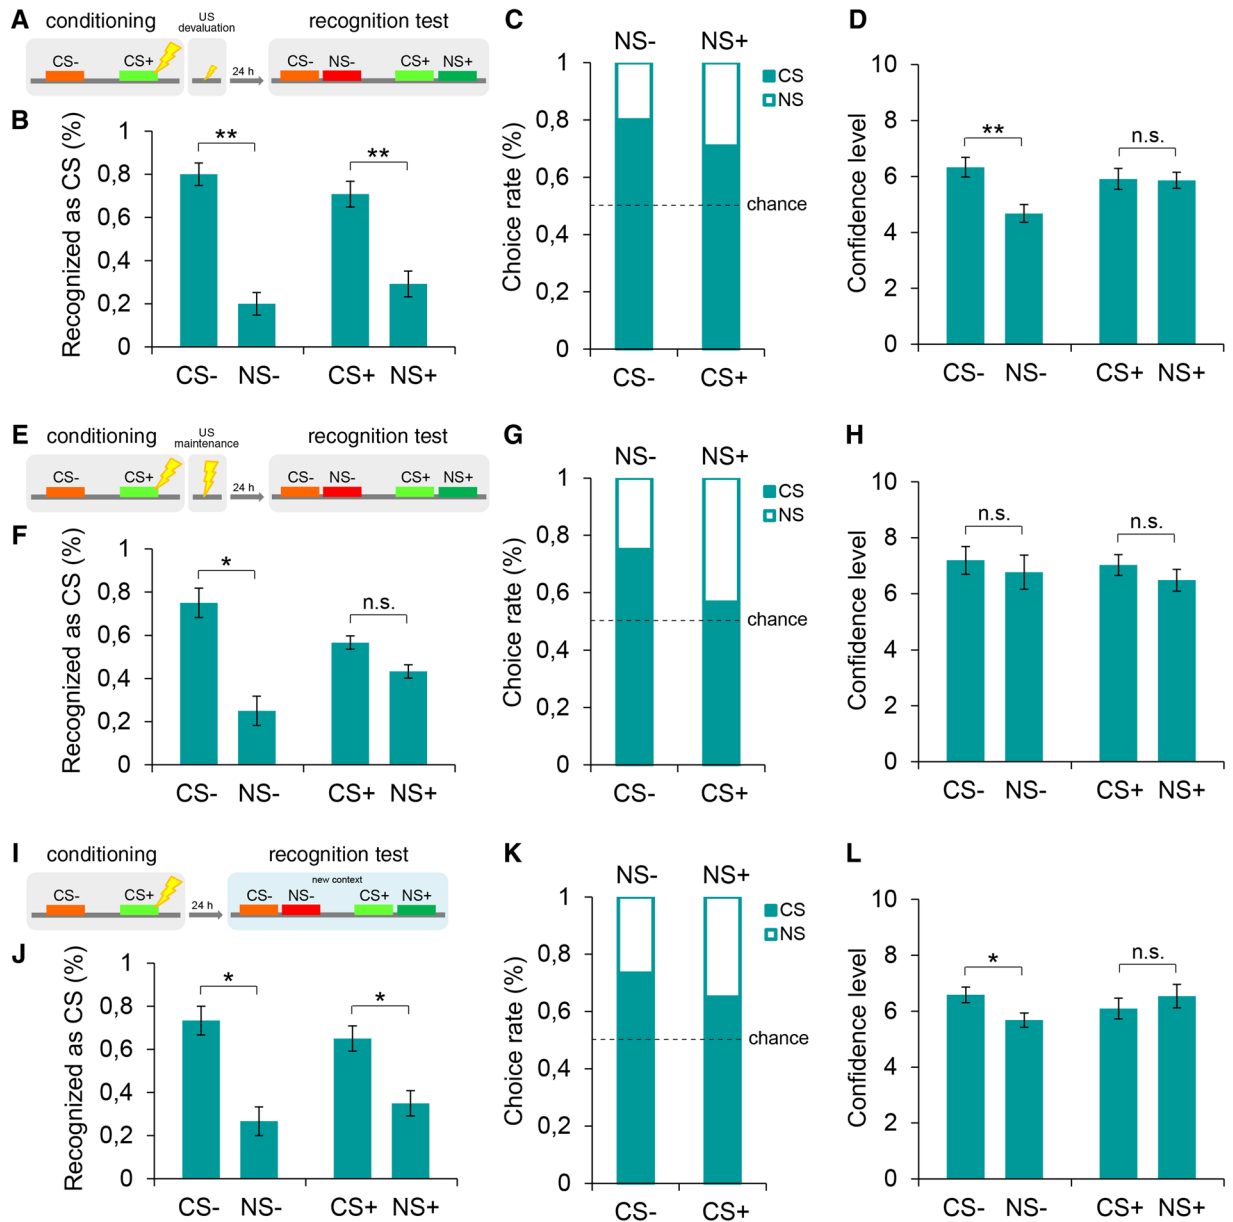 A
conditioning
US
devaluation
recognition test
CS-
CS+
24 h
CS-
NS-
CS+
NS+
B
Recognized as CS (%)
1
0,8
0,6
0,4
0,2
0
**
**
CS-
NS-
CS+
NS+
C
NS-
NS+
Choice rate (%)
1
0,8
0,6
0,4
0,2
0
CS
NS
chance
CS-
CS+
D
Confidence level
10
8
6
4
2
0
**
n.s.
CS-
NS-
CS+
NS+
E
conditioning
US
maintenance
recognition test
CS-
CS+
24 h
CS-
NS-
CS+
NS+
F
Recognized as CS (%)
1
0,8
0,6
0,4
0,2
0
*
n.s.
CS-
NS-
CS+
NS+
G
NS-
NS+
Choice rate (%)
1
0,8
0,6
0,4
0,2
0
CS
NS
chance
CS-
CS+
H
Confidence level
10
8
6
4
2
0
n.s.
n.s.
CS-
NS-
CS+
NS+
I
conditioning
recognition test
new context
CS-
CS+
24 h
CS-
NS-
CS+
NS+
J
Recognized as CS (%)
1
0,8
0,6
0,4
0,2
0
*
*
CS-
NS-
CS+
NS+
K
NS-
NS+
Choice rate (%)
1
0,8
0,6
0,4
0,2
0
CS
NS
chance
CS-
CS+
L
Confidence level
10
8
6
4
2
0
*
n.s.
CS-
NS-
CS+
NS+